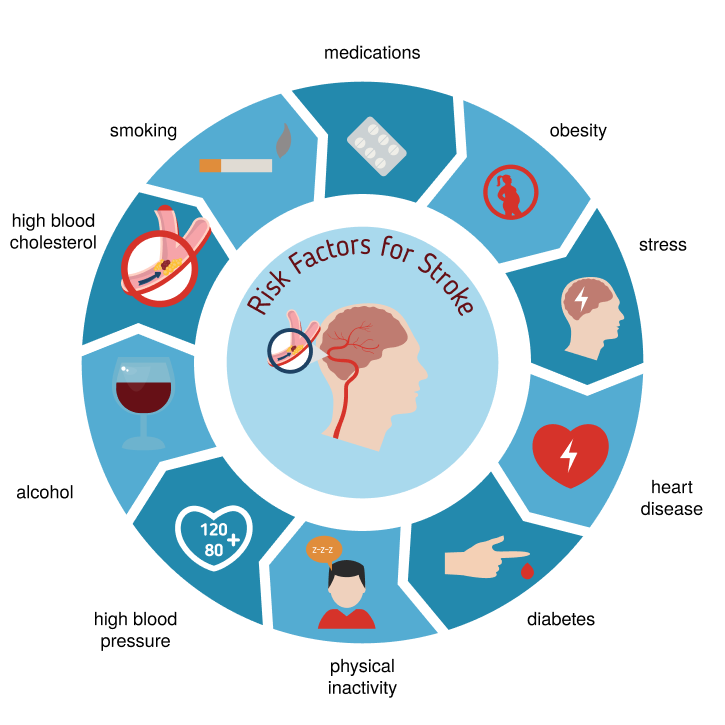 medications
smoking
obesity
high blood
cholesterol
stress
Risk Factors for Stroke
alcohol
heart
disease
120
80 +
z-z-z
high blood
pressure
diabetes
physical
inactivity